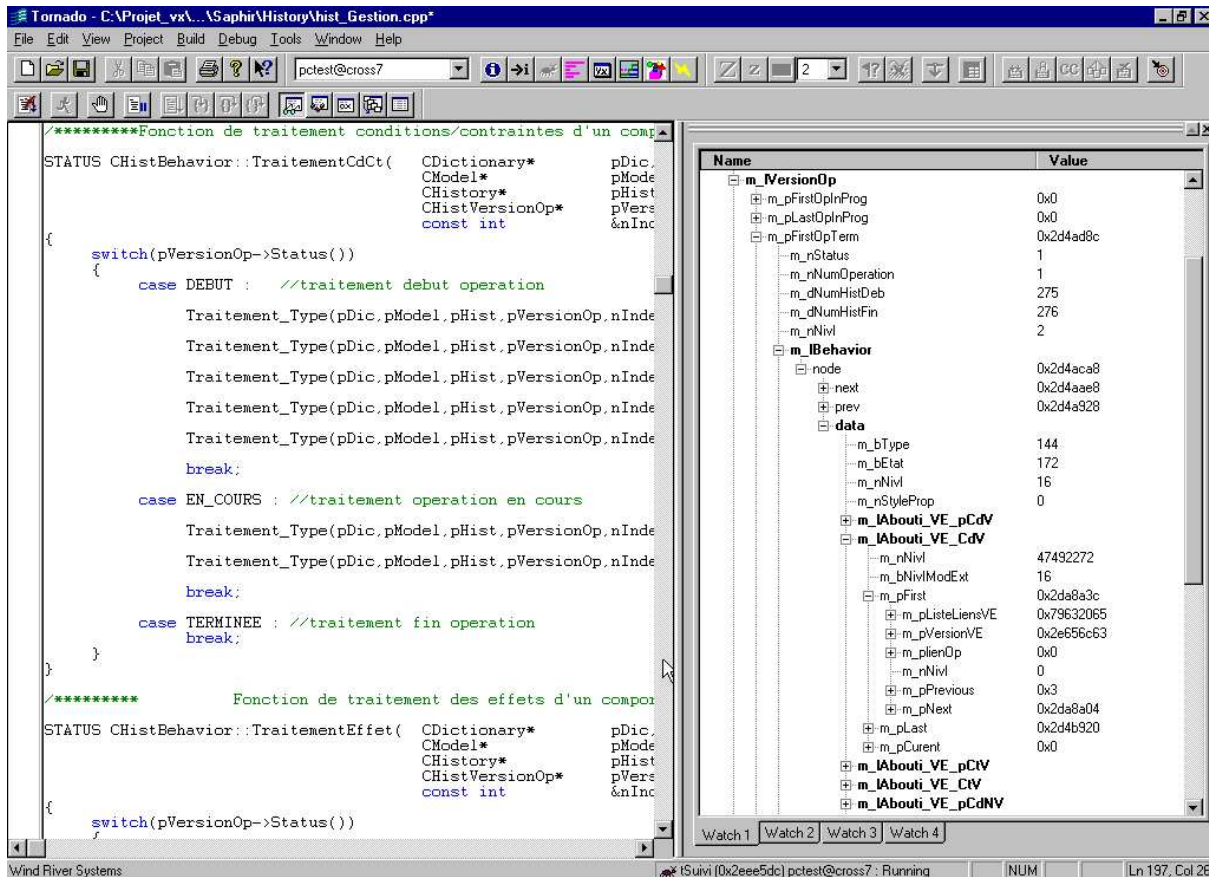 Tornado - C:\Projet_vx\...\Saphir\History\hist_Gestion.cpp*
File Edit View Project Build Debug Tools Window Help
pctest@cross7
2
/*********Fonction de traitement conditions/contraintes d'un comp
STATUS CHistBehavior::TraitementCdCt( CDictionary* pDic,
CModel* pMode
CHistory* pHist
CHistVersionOp* pVers
const int &nInd
{
switch(pVersionOp->Status())
{
case DEBUT : //traitement debut operation
Traitement_Type(pDic,pModel,pHist,pVersionOp,nInde
Traitement_Type(pDic,pModel,pHist,pVersionOp,nInde
Traitement_Type(pDic,pModel,pHist,pVersionOp,nInde
Traitement_Type(pDic,pModel,pHist,pVersionOp,nInde
Traitement_Type(pDic,pModel,pHist,pVersionOp,nInde
break;
case EN_COURS : //traitement operation en cours
Traitement_Type(pDic,pModel,pHist,pVersionOp,nInde
Traitement_Type(pDic,pModel,pHist,pVersionOp,nInde
break;
case TERMINEE : //traitement fin operation
break;
}
}
/********* Fonction de traitement des effets d'un compor
STATUS CHistBehavior::TraitementEffet( CDictionary* pDic,
CModel* pMode
CHistory* pHist
CHistVersionOp* pVers
const int &nInd
{
switch(pVersionOp->Status())
{
Name Value
m_lVersionOp
m_pFirstOpInProg 0x0
m_pLastOpInProg 0x0
m_pFirstOpTerm 0x2d4ad8c
m_nStatus 1
m_nNumOperation 1
m_dNumHistDeb 275
m_dNumHistFin 276
m_nNivl 2
m_lBehavior
node 0x2d4aca8
next 0x2d4aae8
prev 0x2d4a928
data
m_bType 144
m_bEtat 172
m_nNivl 16
m_nStyleProp 0
m_lAbouti_VE_pCdV
m_lAbouti_VE_CdV
m_nNivl 47492272
m_bNivlModExt 16
m_pFirst 0x2da8a3c
m_pListeLiensVE 0x79632065
m_pVersionVE 0x2e656c63
m_plienOp 0x0
m_nNivl 0
m_pPrevious 0x3
m_pNext 0x2da8a04
m_pLast 0x2d4b920
m_pCurent 0x0
m_lAbouti_VE_pCtV
m_lAbouti_VE_CtV
m_lAbouti_VE_pCdNV
Watch 1 Watch 2 Watch 3 Watch 4
Wind River Systems tSuivi (0x2eee5dc) pctest@cross7 : Running NUM Ln 197, Col 26